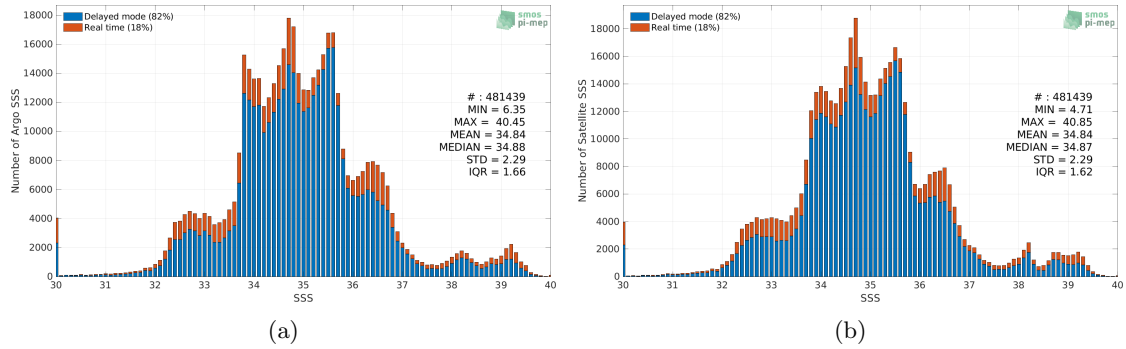 Delayed mode (82%)
Real time (18%)
smos
pi-mep
18000
16000
14000
12000
10000
8000
6000
4000
2000
0
Number of Argo SSS
# : 481439
MIN = 6.35
MAX = 40.45
MEAN = 34.84
MEDIAN = 34.88
STD = 2.29
IQR = 1.66
30 31 32 33 34 35 36 37 38 39 40
SSS
(a)
Delayed mode (82%)
Real time (18%)
smos
pi-mep
18000
16000
14000
12000
10000
8000
6000
4000
2000
0
Number of Satellite SSS
# : 481439
MIN = 4.71
MAX = 40.85
MEAN = 34.84
MEDIAN = 34.87
STD = 2.29
IQR = 1.62
30 31 32 33 34 35 36 37 38 39 40
SSS
(b)